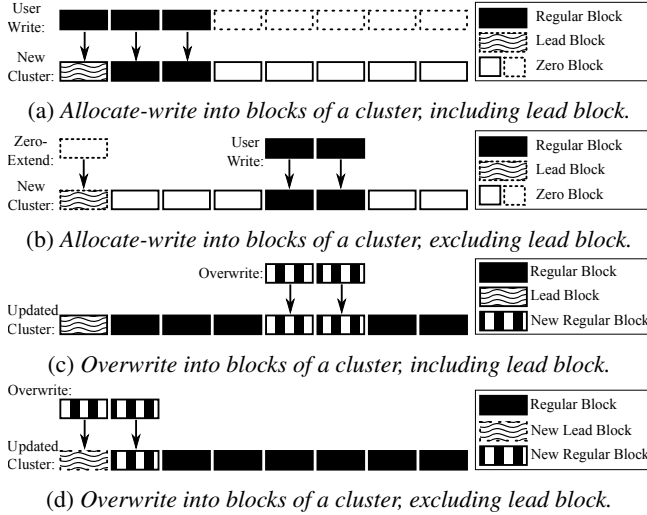 User
Write:
New
Cluster:
Regular Block
Lead Block
Zero Block
(a) Allocate-write into blocks of a cluster, including lead block.
Zero-
Extend:
User
Write:
New
Cluster:
Regular Block
Lead Block
Zero Block
(b) Allocate-write into blocks of a cluster, excluding lead block.
Overwrite:
Updated
Cluster:
Regular Block
Lead Block
New Regular Block
(c) Overwrite into blocks of a cluster, including lead block.
Overwrite:
Updated
Cluster:
Regular Block
New Lead Block
New Regular Block
(d) Overwrite into blocks of a cluster, excluding lead block.